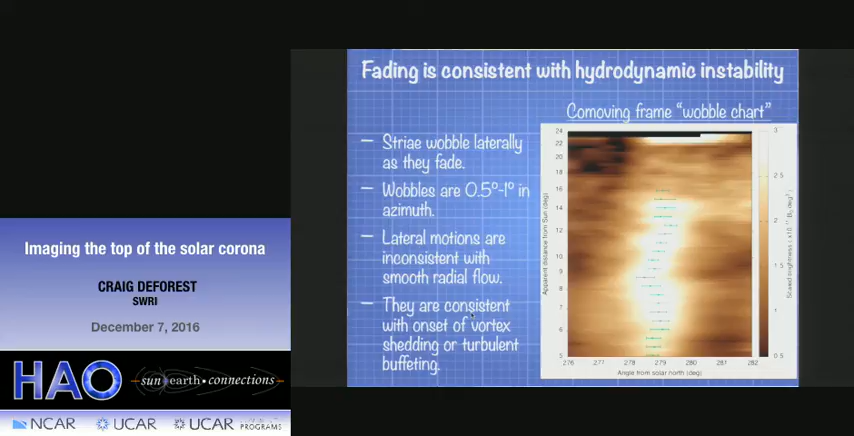 Fading is consistent with hydrodynamic instability
Comoving frame "wobble chart"
– Striae wobble laterally
as they fade.
– Wobbles are 0.5°-1° in
azimuth.
– Lateral motions are
inconsistent with
smooth radial flow.
– They are consistent
with onset of vortex
shedding or turbulent
buffeting.
24
22
20
18
16
14
12
10
9
8
7
6
5
276 277 278 279 280 281 282
Angle from solar north (deg)
Apparent distance from Sun (deg)
3
2.5
2
1.5
1
0.5
Imaging the top of the solar corona
CRAIG DEFOREST
SWRI
December 7, 2016
HAO
sun earth connections
NCAR
UCAR
UCAR
PROGRAMS